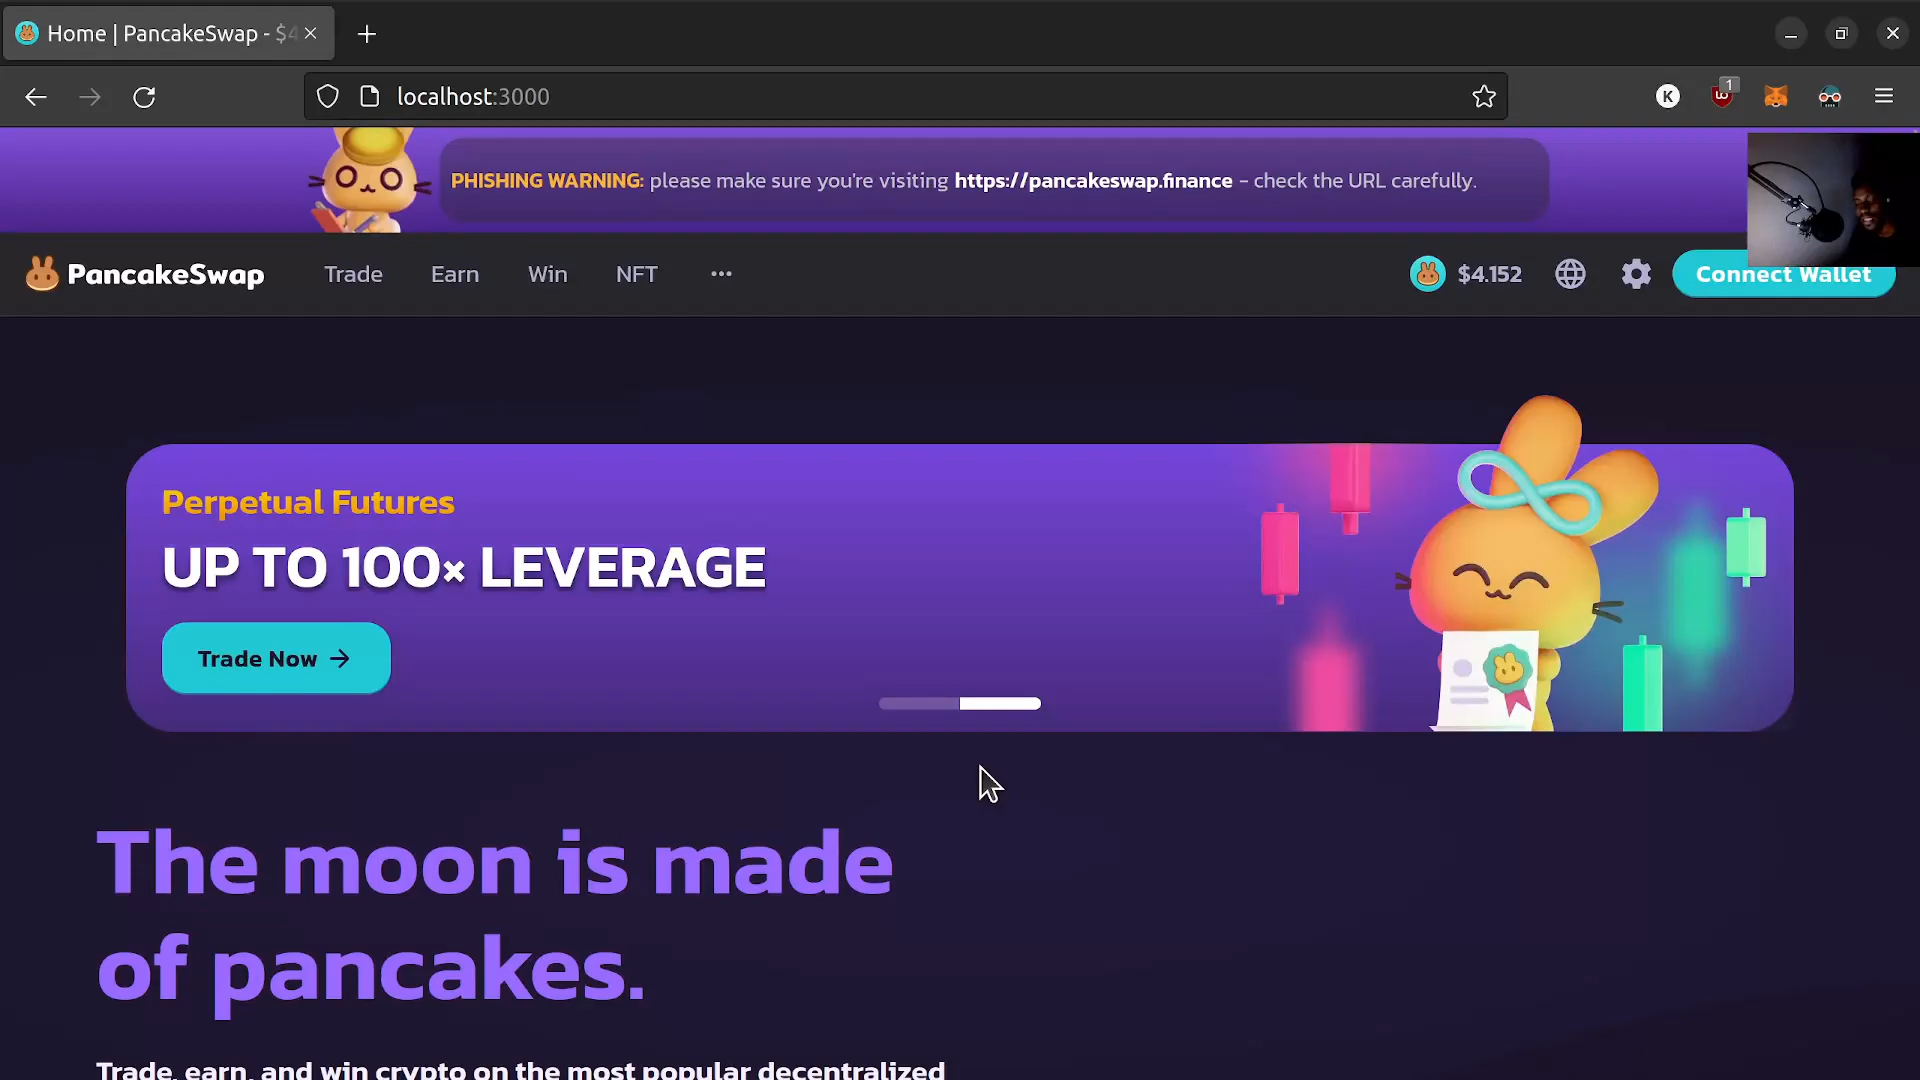 Home | PancakeSwap - $4
localhost:3000
K
1
PHISHING WARNING: please make sure you're visiting https://pancakeswap.finance - check the URL carefully.
PancakeSwap
Trade
Earn
Win
NFT
$4.152
Connect Wallet
Perpetual Futures
UP TO 100× LEVERAGE
Trade Now →
The moon is made
of pancakes.
Trade, earn, and win crypto on the most popular decentralized